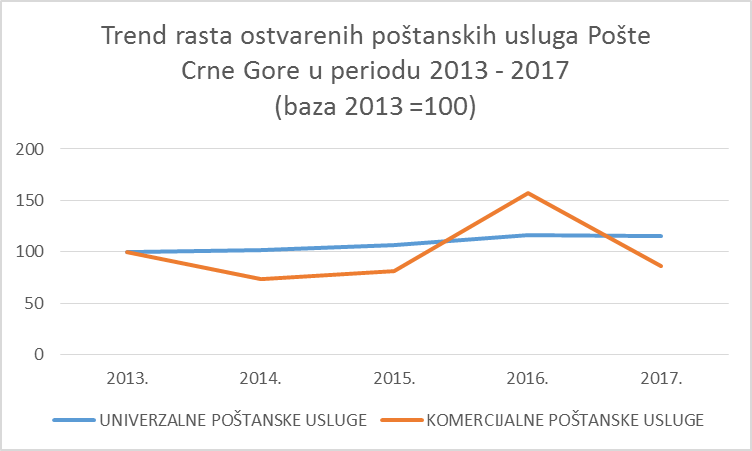 Trend rasta ostvarenih poštanskih usluga Pošte
Crne Gore u periodu 2013 - 2017
(baza 2013 =100)
200
150
100
50
0
2013. 2014. 2015. 2016. 2017.
UNIVERZALNE POŠTANSKE USLUGE KOMERCIJALNE POŠTANSKE USLUGE